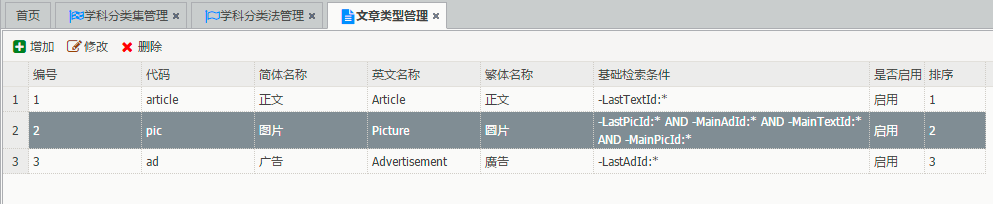 首页 学科分类集管理 × 学科分类法管理 × 文章类型管理 ×
增加 修改 删除
编号 代码 简体名称 英文名称 繁体名称 基础检索条件 是否启用 排序
1 1 article 正文 Article 正文 -LastTextId:* 启用 1
2 2 pic 图片 Picture 圖片 -LastPicId:* AND -MainAdId:* AND -MainTextId:* 启用 2
AND -MainPicId:*
3 3 ad 广告 Advertisement 廣告 -LastAdId:* 启用 3